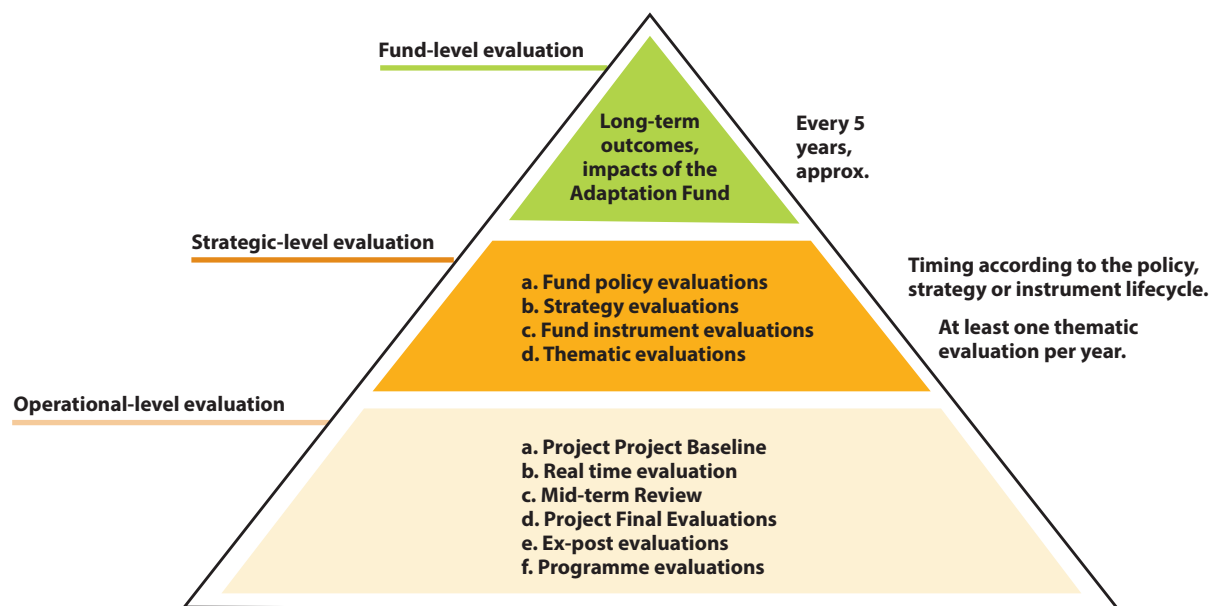 Fund-level evaluation
Long-term
outcomes,
impacts of the
Adaptation Fund
Every 5
years,
approx.
Strategic-level evaluation
a. Fund policy evaluations
b. Strategy evaluations
c. Fund instrument evaluations
d. Thematic evaluations
Timing according to the policy,
strategy or instrument lifecycle.
At least one thematic
evaluation per year.
Operational-level evaluation
a. Project Project Baseline
b. Real time evaluation
c. Mid-term Review
d. Project Final Evaluations
e. Ex-post evaluations
f. Programme evaluations